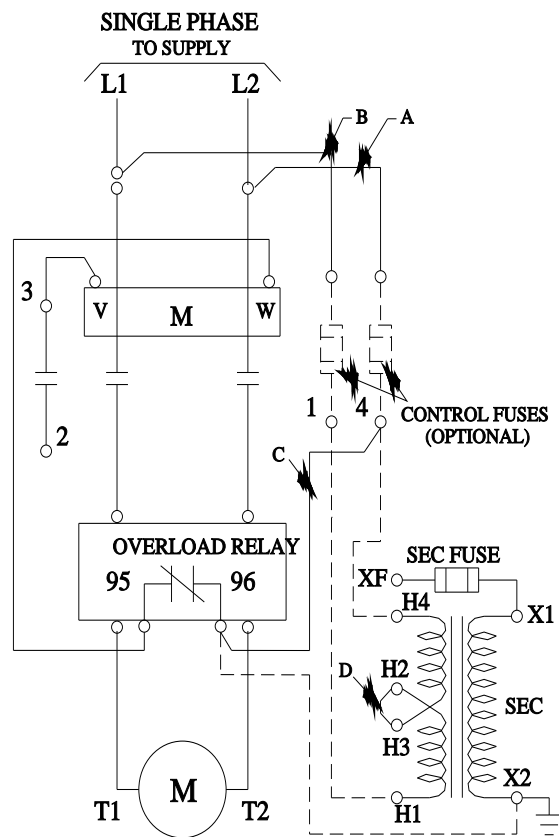 SINGLE PHASE
TO SUPPLY
L1 L2
B A
3
V M W
2
1 4
CONTROL FUSES
(OPTIONAL)
C
OVERLOAD RELAY
95 96
SEC FUSE
XF
H4 X1
D H2
SEC
H3
X2
H1
T1 M T2